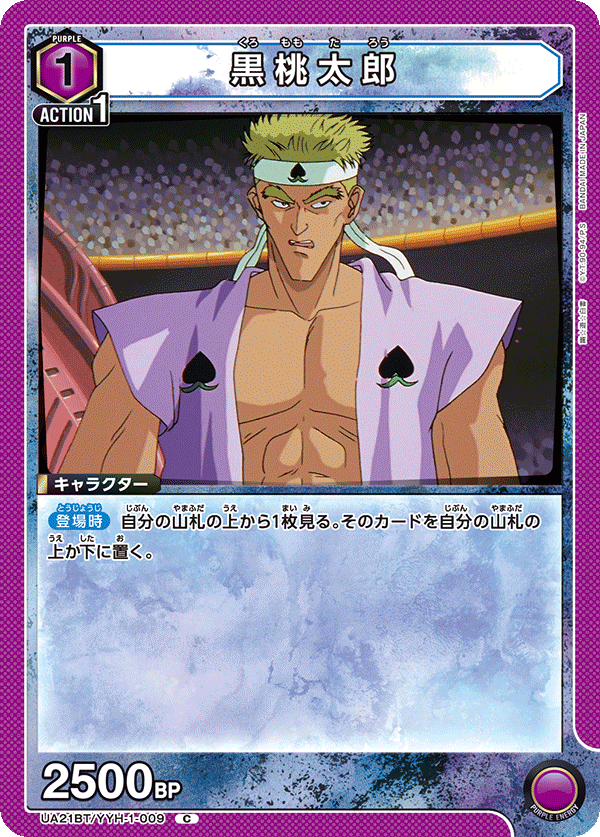 PURPLE
1
ACTION 1
くろ もも た ろう
黒桃太郎
BANDAI MADE IN JAPAN
©Y.T.90-94/P.S
キャラクター
とうじょうじ じぶん やまふだ うえ まい み じぶん やまふだ
登場時 自分の山札の上から1枚見る。そのカードを自分の山札の
うえ した お
上か下に置く。
2500BP
UA21BT/YYH-1-009 C
PURPLE ENERGY